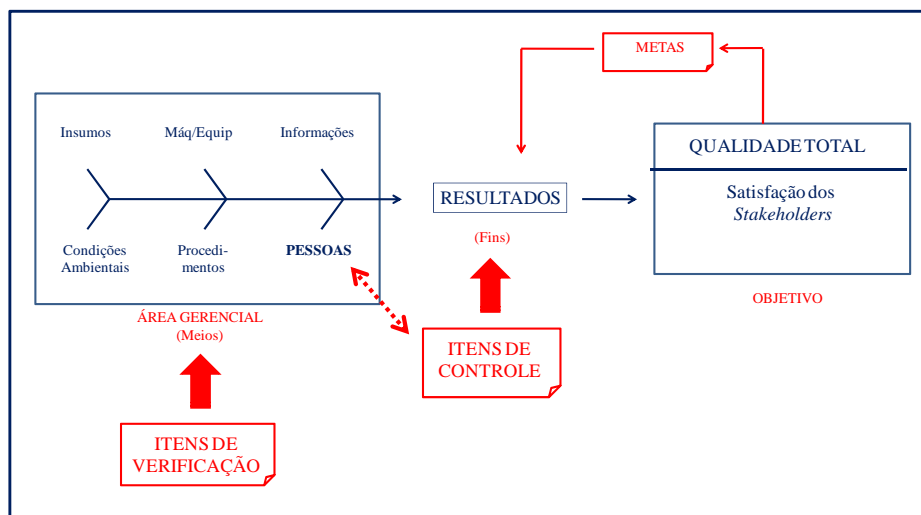 METAS
Insumos
Máq/Equip
Informações
QUALIDADE TOTAL
RESULTADOS
Satisfação dos
Stakeholders
(Fins)
Condições
Ambientais
Procedi-
mentos
PESSOAS
OBJETIVO
ÁREA GERENCIAL
(Meios)
ITENS DE
CONTROLE
ITENS DE
VERIFICAÇÃO